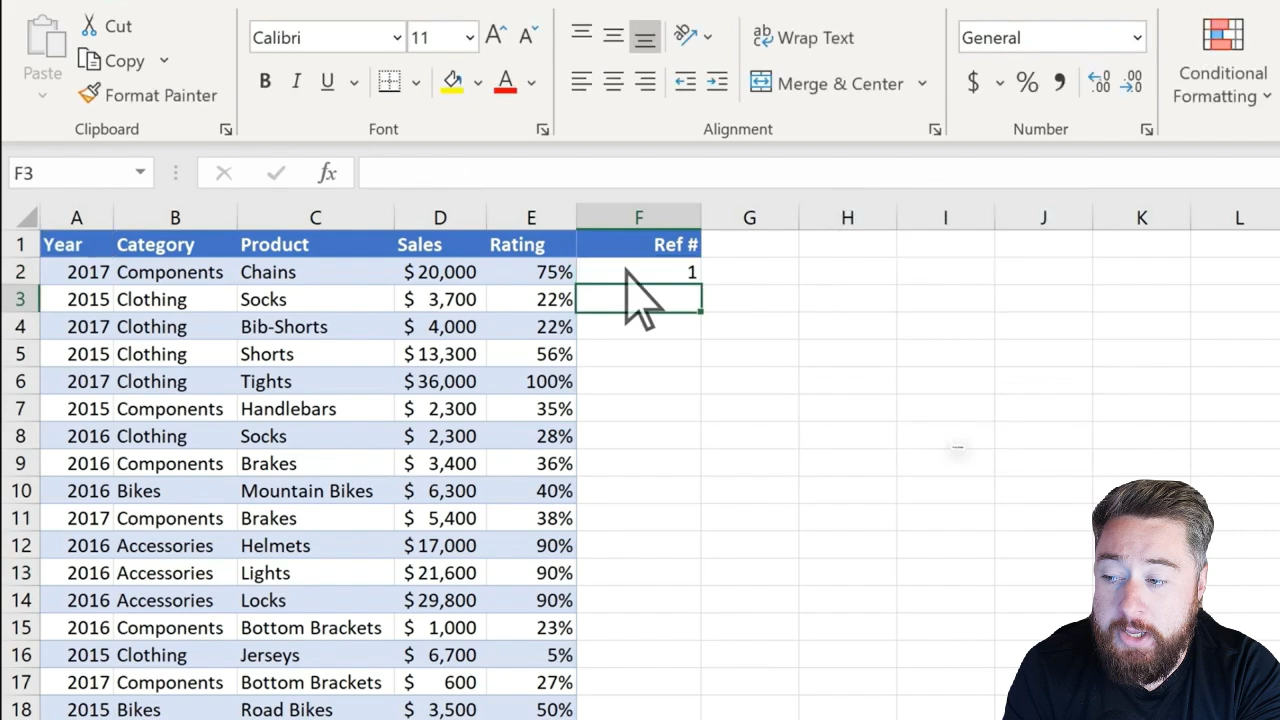 Cut
Copy
Paste
Format Painter
Clipboard
Calibri 11 A^ A
B I U A
Font
ab Wrap Text
Merge & Center
Alignment
General
$ % , .00 .00
Number
Conditional
Formatting
F3 fx
A B C D E F G H I J K L
1 Year Category Product Sales Rating Ref #
2 2017 Components Chains $ 20,000 75% 1
3 2015 Clothing Socks $ 3,700 22%
4 2017 Clothing Bib-Shorts $ 4,000 22%
5 2015 Clothing Shorts $ 13,300 56%
6 2017 Clothing Tights $ 36,000 100%
7 2015 Components Handlebars $ 2,300 35%
8 2016 Clothing Socks $ 2,300 28%
9 2016 Components Brakes $ 3,400 36%
10 2016 Bikes Mountain Bikes $ 6,300 40%
11 2017 Components Brakes $ 5,400 38%
12 2016 Accessories Helmets $ 17,000 90%
13 2016 Accessories Lights $ 21,600 90%
14 2016 Accessories Locks $ 29,800 90%
15 2016 Components Bottom Brackets $ 1,000 23%
16 2015 Clothing Jerseys $ 6,700 5%
17 2017 Components Bottom Brackets $ 600 27%
18 2015 Bikes Road Bikes $ 3,500 50%